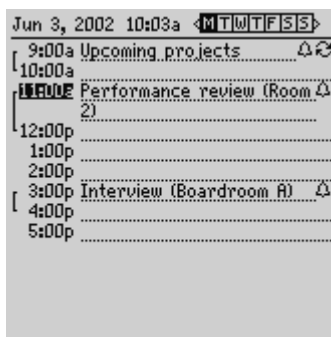 Jun 3, 2002 10:03a MTWTFSS
9:00a Upcoming projects
10:00a
11:00a Performance review (Room
2)
12:00p
1:00p
2:00p
3:00p Interview (Boardroom A)
4:00p
5:00p